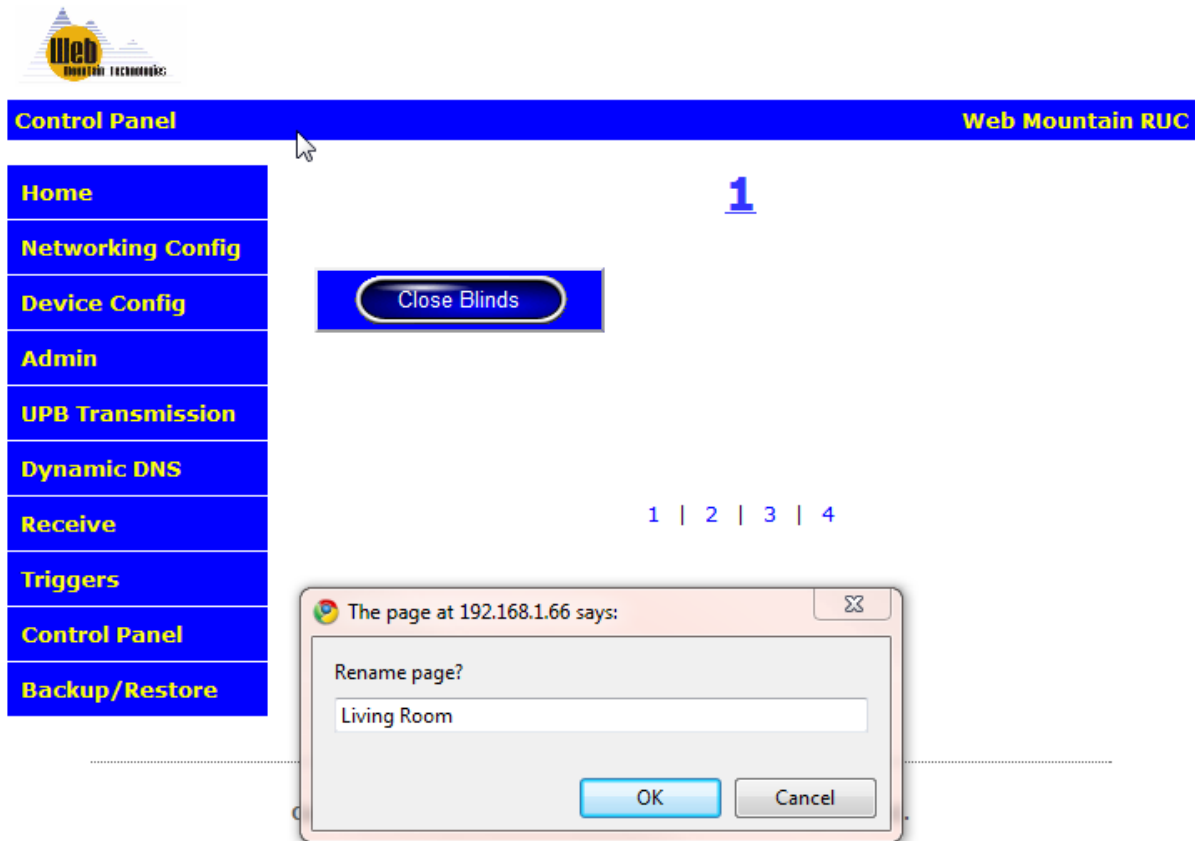 Web
Mountain Technologies
Control Panel Web Mountain RUC
Home
1
Networking Config
Close Blinds
Device Config
Admin
UPB Transmission
Dynamic DNS
1 | 2 | 3 | 4
Receive
Triggers
The page at 192.168.1.66 says:
Control Panel
Rename page?
Backup/Restore
Living Room
OK Cancel